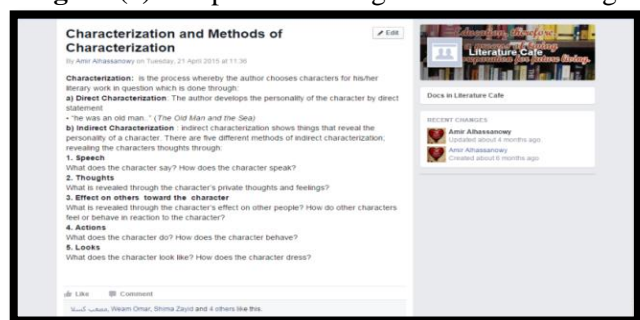 Characterization and Methods of
Characterization
Edit
By Amir Alhassanowy on Tuesday, 21 April 2015 at 11:38
Characterization: is the process whereby the author chooses characters for his/her
literary work in question which is done through:
a) Direct Characterization: The author develops the personality of the character by direct
statement
- "he was an old man.." (The Old Man and the Sea)
b) Indirect Characterization : indirect characterization shows things that reveal the
personality of a character. There are five different methods of indirect characterization;
revealing the characters thoughts through:
1. Speech
What does the character say? How does the character speak?
2. Thoughts
What is revealed through the character's private thoughts and feelings?
3. Effect on others toward the character
What is revealed through the character's effect on other people? How do other characters
feel or behave in reaction to the character?
4. Actions
What does the character do? How does the character behave?
5. Looks
What does the character look like? How does the character dress?
Like Comment
Weam Omar, Shima Zayid and 4 others like this.
Education, therefore,
a process of living
preparation for future living.
Literature Cafe
Docs in Literature Cafe
RECENT CHANGES
Amir Alhassanowy
Updated about 4 months ago
Amir Alhassanowy
Created about 6 months ago